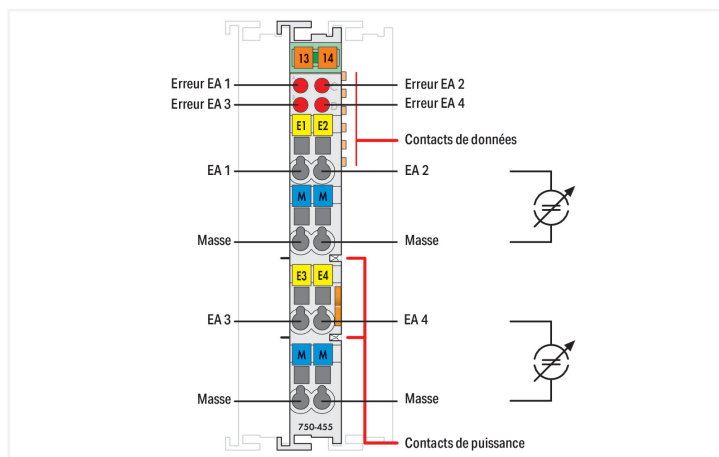 13 14
Erreur EA 1 Erreur EA 2
Erreur EA 3 Erreur EA 4
E1 E2
Contacts de données
EA 1 EA 2
M M
Masse Masse
E3 E4
EA 3 EA 4
M M
Masse Masse
750-455
Contacts de puissance